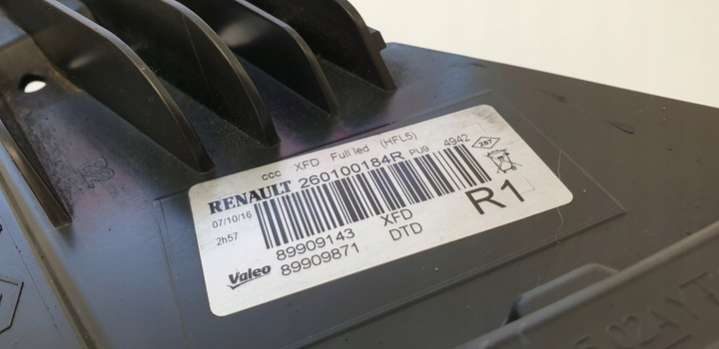 ccc XFD Full led (HFL5)
RENAULT 260100184R PU9 4942
07/10/16
2h57
89909143 XFD
Valeo 89909871 DTD
R1